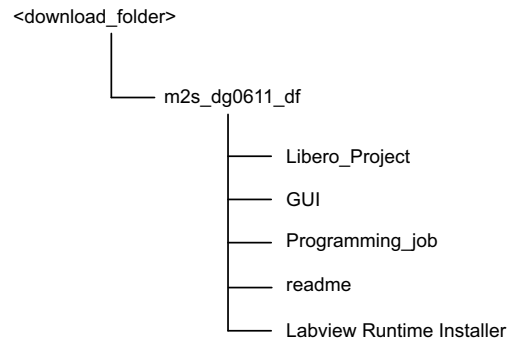 <download_folder>
m2s_dg0611_df
Libero_Project
GUI
Programming_job
readme
Labview Runtime Installer